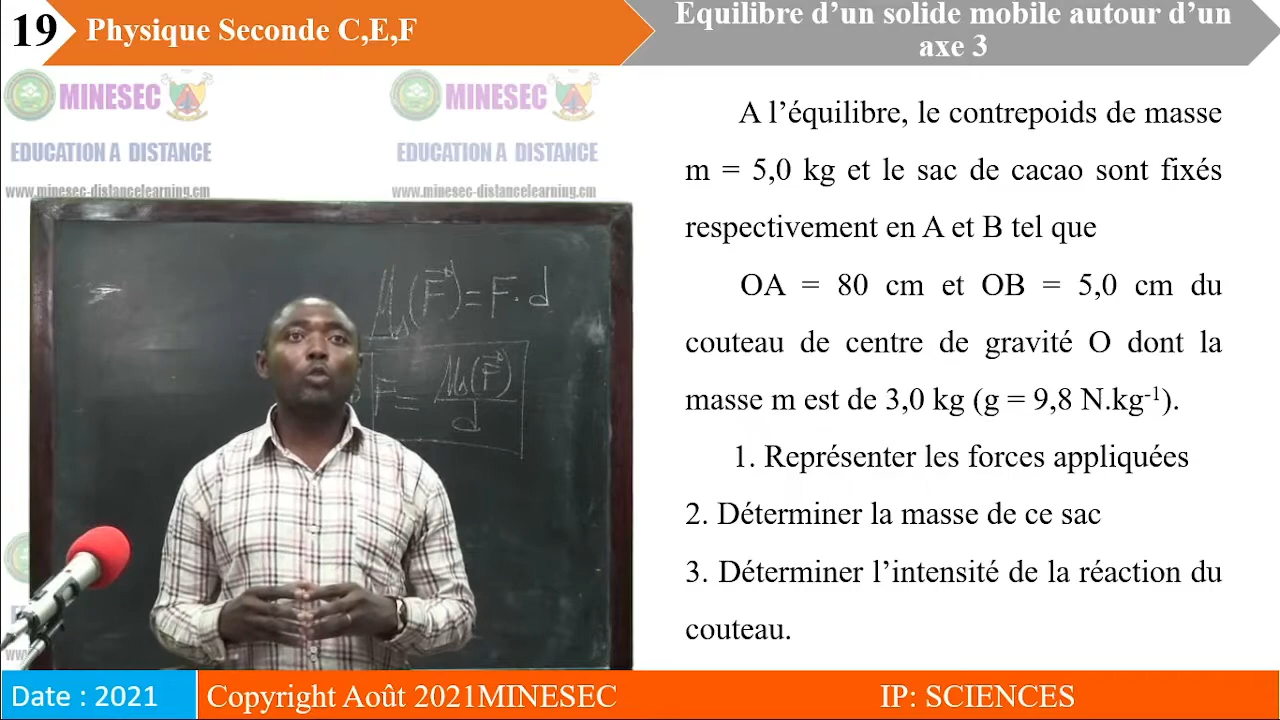 19
Physique Seconde C,E,F
Equilibre d’un solide mobile autour d’un
axe 3
MINESEC
MINESEC
EDUCATION A DISTANCE
EDUCATION A DISTANCE
www.minesec-distancelearning.cm
www.minesec-distancelearning.cm
M_Δ(F⃗) = F. d
F = M_Δ(F⃗) / d
A l’équilibre, le contrepoids de masse
m = 5,0 kg et le sac de cacao sont fixés
respectivement en A et B tel que
OA = 80 cm et OB = 5,0 cm du
couteau de centre de gravité O dont la
masse m est de 3,0 kg (g = 9,8 N.kg⁻¹).
1. Représenter les forces appliquées
2. Déterminer la masse de ce sac
3. Déterminer l’intensité de la réaction du
couteau.
Date : 2021
Copyright Août 2021MINESEC
IP: SCIENCES